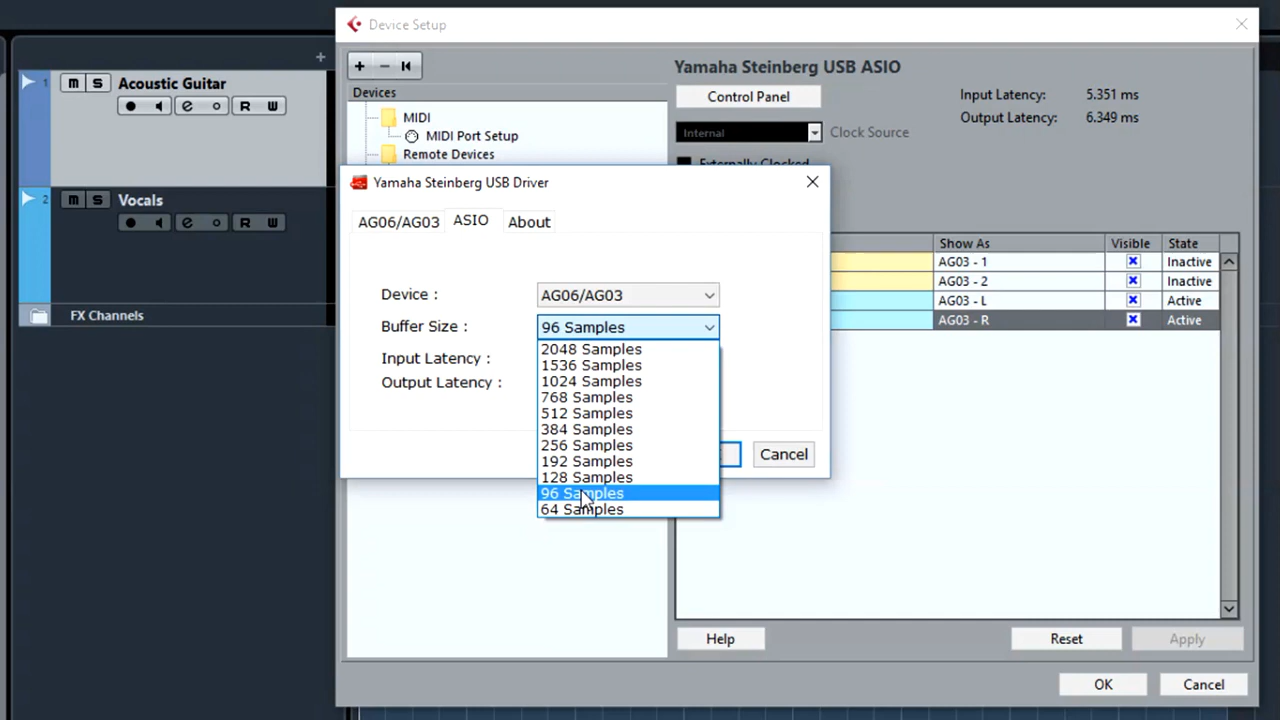 Device Setup
+
1 m S Acoustic Guitar
e R W
2 m S Vocals
e R W
FX Channels
+ −
Devices
MIDI
MIDI Port Setup
Remote Devices
Yamaha Steinberg USB ASIO
Control Panel
Input Latency: 5.351 ms
Output Latency: 6.349 ms
Internal Clock Source
Externally Clocked
Show As Visible State
AG03 - 1 Inactive
AG03 - 2 Inactive
AG03 - L Active
AG03 - R Active
Yamaha Steinberg USB Driver
AG06/AG03 ASIO About
Device : AG06/AG03
Buffer Size : 96 Samples
Input Latency :
Output Latency :
2048 Samples
1536 Samples
1024 Samples
768 Samples
512 Samples
384 Samples
256 Samples
192 Samples
128 Samples
96 Samples
64 Samples
Cancel
Help Reset Apply
OK Cancel